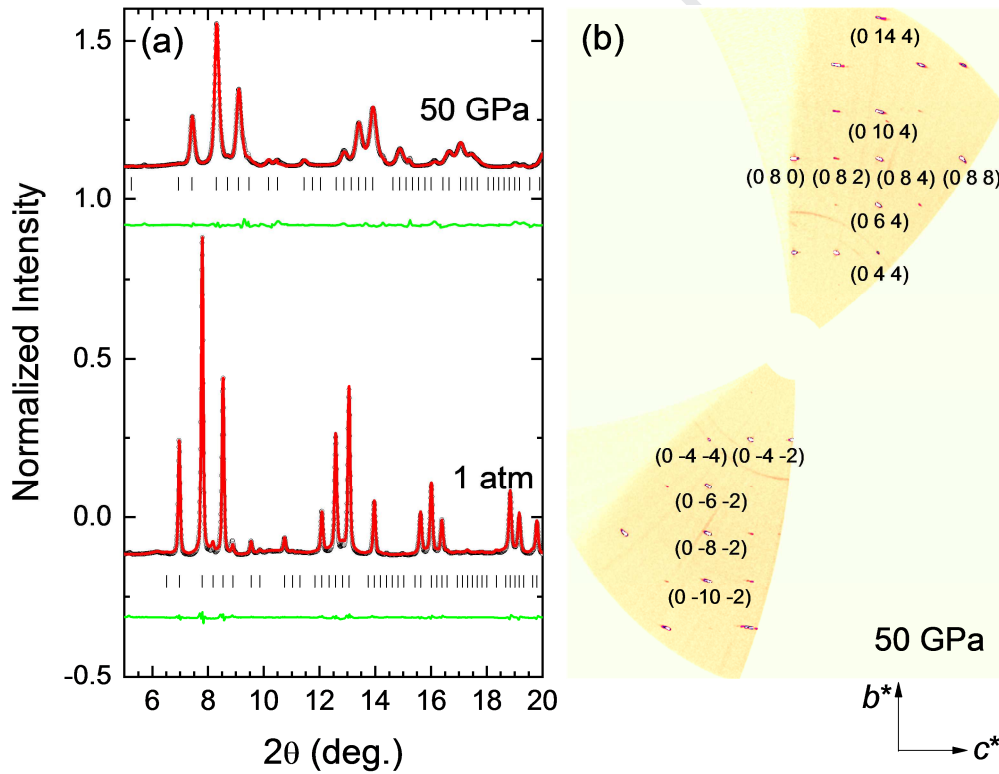 (a)
50 GPa
1 atm
Normalized Intensity
1.5
1.0
0.5
0.0
-0.5
6 8 10 12 14 16 18 20
2θ (deg.)
(b)
(0 14 4)
(0 10 4)
(0 8 0) (0 8 2) (0 8 4) (0 8 8)
(0 6 4)
(0 4 4)
(0 -4 -4) (0 -4 -2)
(0 -6 -2)
(0 -8 -2)
(0 -10 -2)
50 GPa
b*
c*